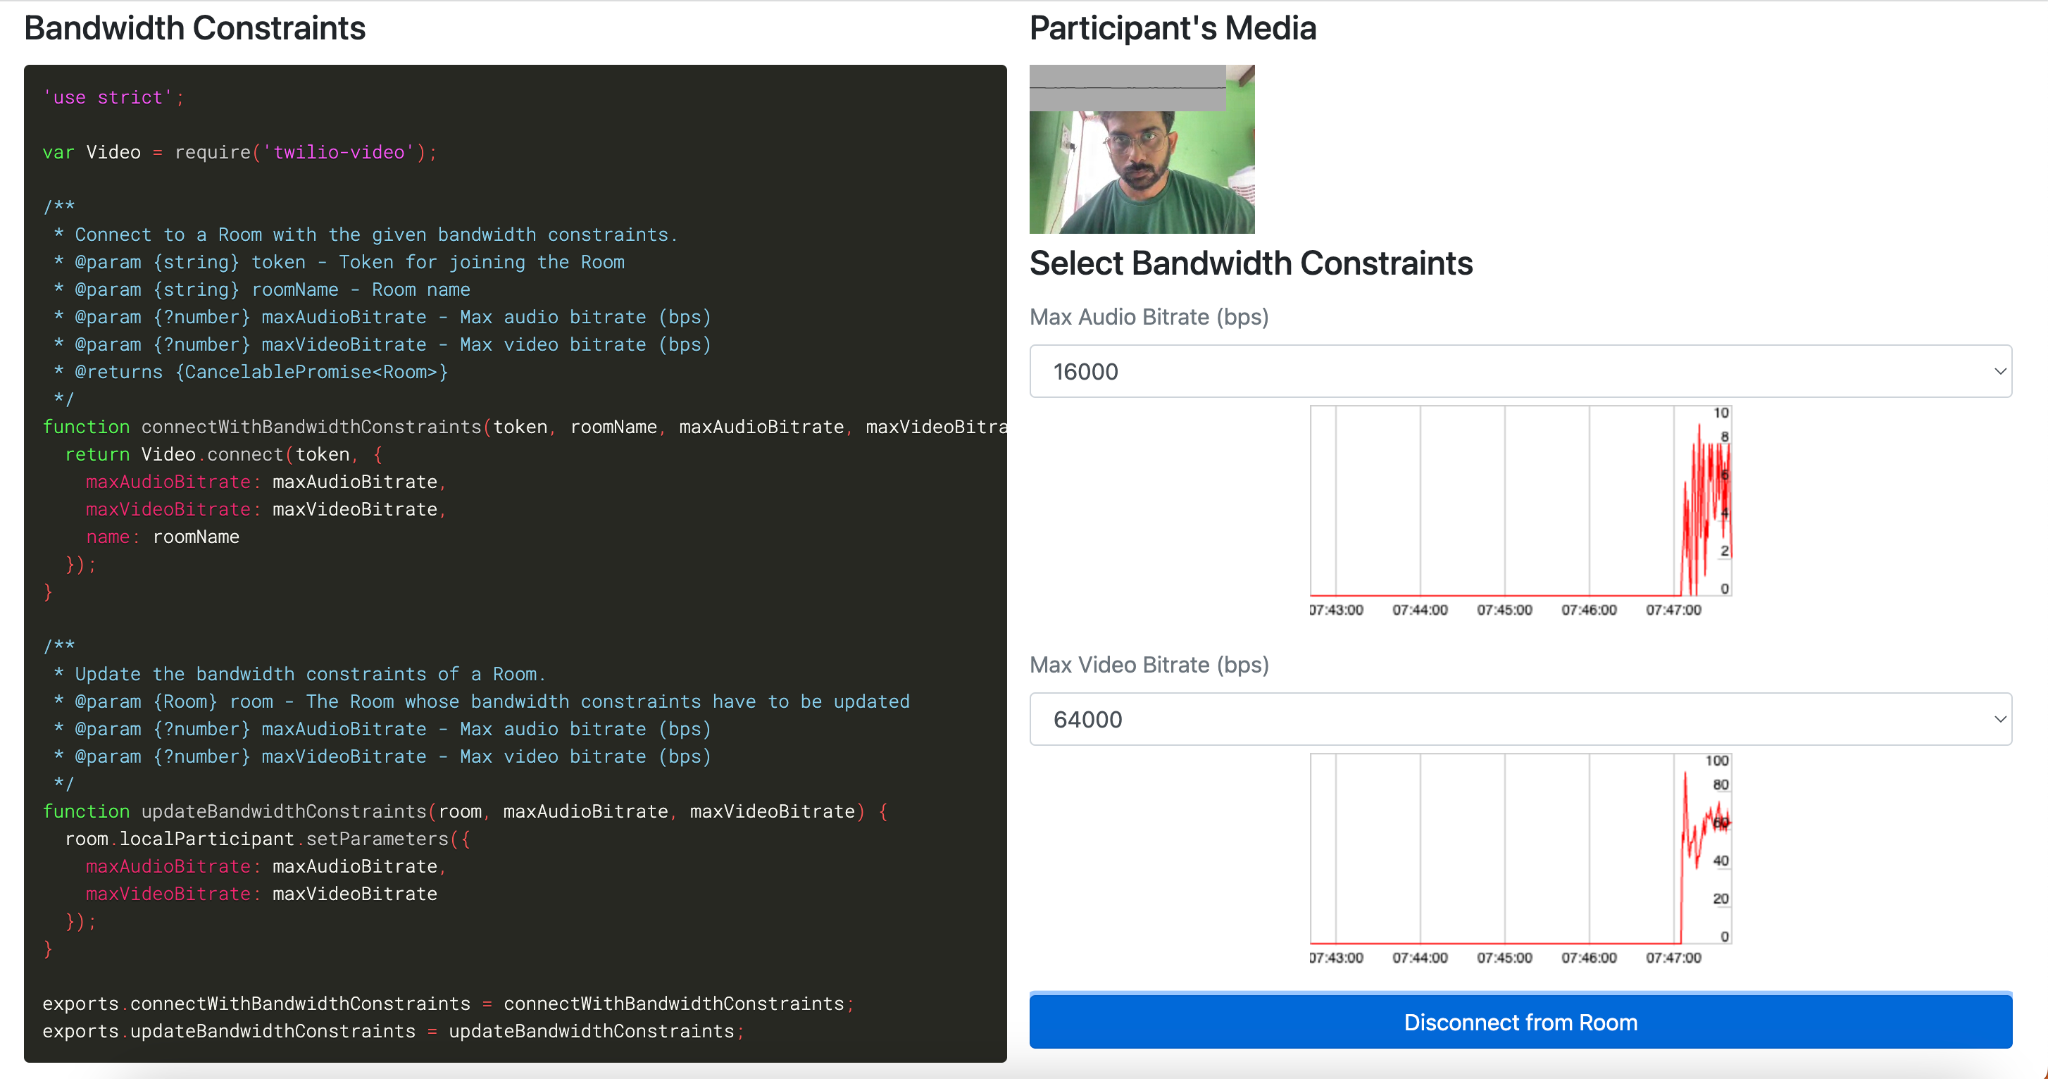 Bandwidth Constraints
'use strict';
var Video = require('twilio-video');
/**
 * Connect to a Room with the given bandwidth constraints.
 * @param {string} token - Token for joining the Room
 * @param {string} roomName - Room name
 * @param {?number} maxAudioBitrate - Max audio bitrate (bps)
 * @param {?number} maxVideoBitrate - Max video bitrate (bps)
 * @returns {CancelablePromise<Room>}
 */
function connectWithBandwidthConstraints(token, roomName, maxAudioBitrate, maxVideoBitra
  return Video.connect(token, {
    maxAudioBitrate: maxAudioBitrate,
    maxVideoBitrate: maxVideoBitrate,
    name: roomName
  });
}
/**
 * Update the bandwidth constraints of a Room.
 * @param {Room} room - The Room whose bandwidth constraints have to be updated
 * @param {?number} maxAudioBitrate - Max audio bitrate (bps)
 * @param {?number} maxVideoBitrate - Max video bitrate (bps)
 */
function updateBandwidthConstraints(room, maxAudioBitrate, maxVideoBitrate) {
  room.localParticipant.setParameters({
    maxAudioBitrate: maxAudioBitrate,
    maxVideoBitrate: maxVideoBitrate
  });
}
exports.connectWithBandwidthConstraints = connectWithBandwidthConstraints;
exports.updateBandwidthConstraints = updateBandwidthConstraints;
Participant's Media
Select Bandwidth Constraints
Max Audio Bitrate (bps)
16000
10
8
6
4
2
0
07:43:00 07:44:00 07:45:00 07:46:00 07:47:00
Max Video Bitrate (bps)
64000
100
80
60
40
20
0
07:43:00 07:44:00 07:45:00 07:46:00 07:47:00
Disconnect from Room